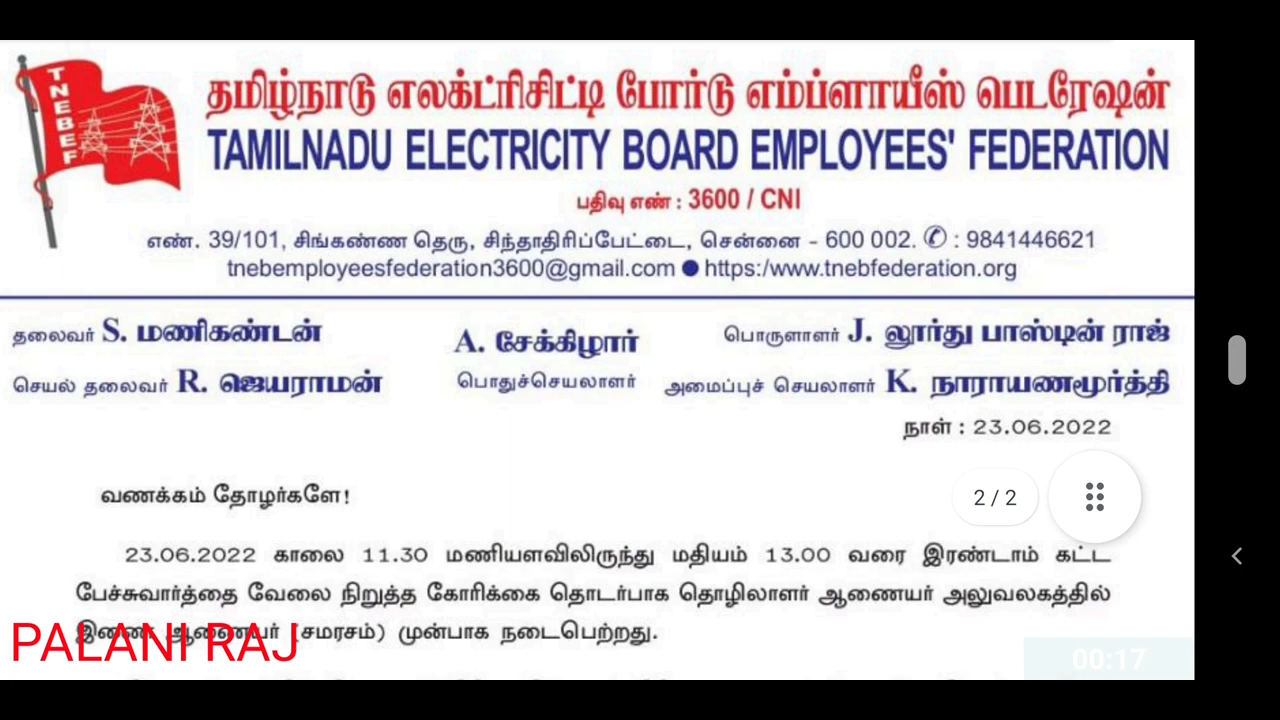 TNEBEF
தமிழ்நாடு எலக்ட்ரிசிட்டி போர்டு எம்ப்ளாயீஸ் பெடரேஷன்
TAMILNADU ELECTRICITY BOARD EMPLOYEES' FEDERATION
பதிவு எண் : 3600 / CNI
எண். 39/101, சிங்கண்ண தெரு, சிந்தாதிரிப்பேட்டை, சென்னை - 600 002. ✆ : 9841446621
tnebemployeesfederation3600@gmail.com ● https:/www.tnebfederation.org
தலைவர் S. மணிகண்டன்
செயல் தலைவர் R. ஜெயராமன்
A. சேக்கிழார்
பொதுச்செயலாளர்
பொருளாளர் J. லூர்து பாஸ்டின் ராஜ்
அமைப்புச் செயலாளர் K. நாராயணமூர்த்தி
நாள் : 23.06.2022
வணக்கம் தோழர்களே!
2 / 2
23.06.2022 காலை 11.30 மணியளவிலிருந்து மதியம் 13.00 வரை இரண்டாம் கட்ட
பேச்சுவார்த்தை வேலை நிறுத்த கோரிக்கை தொடர்பாக தொழிலாளர் ஆணையர் அலுவலகத்தில்
இணை ஆணையர் (சமரசம்) முன்பாக நடைபெற்றது.
PALANI RAJ
00:17